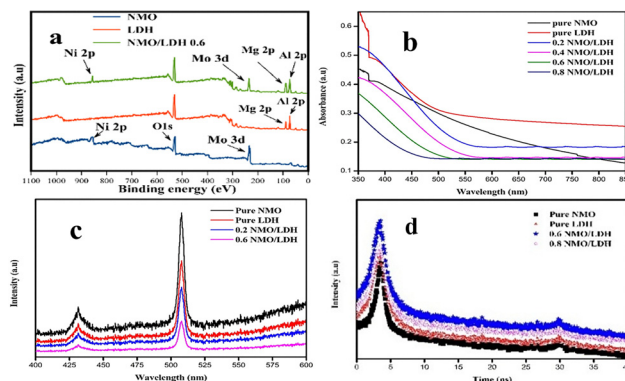 a
NMO
LDH
NMO/LDH 0.6
Ni 2p
Mo 3d
Mg 2p
Al 2p
Mg 2p
Al 2p
Ni 2p
O1s
Mo 3d
Intensity (a.u)
1100 1000 900 800 700 600 500 400 300 200 100 0
Binding energy (eV)
b
pure NMO
pure LDH
0.2 NMO/LDH
0.4 NMO/LDH
0.6 NMO/LDH
0.8 NMO/LDH
Absorbance (a.u)
0.6
0.5
0.4
0.3
0.2
0.1
350 400 450 500 550 600 650 700 750 800 850
Wavelength (nm)
c
Pure NMO
Pure LDH
0.2 NMO/LDH
0.6 NMO/LDH
Intensity (a.u)
400 425 450 475 500 525 550 575 600
Wavelength (nm)
d
Pure NMO
Pure LDH
0.6 NMO/LDH
0.8 NMO/LDH
Intensity (a.u)
0 5 10 15 20 25 30 35
Time (ns)